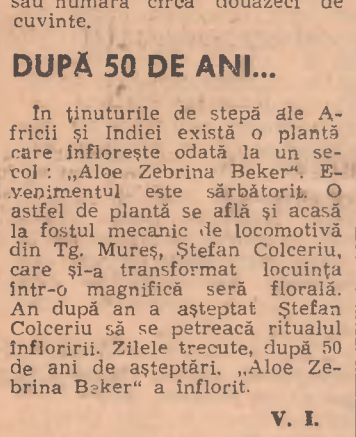 sau numără circa douăzeci de
cuvinte.
DUPĂ 50 DE ANI...
În ținuturile de stepă ale A-
fricii și Indiei există o plantă
care înflorește odată la un se-
col : „Aloe Zebrina Beker“. E-
venimentul este sărbătorit. O
astfel de plantă se află și acasă
la fostul mecanic de locomotivă
din Tg. Mureș, Ștefan Colceriu,
care și-a transformat locuința
într-o magnifică seră florală.
An după an a așteptat Ștefan
Colceriu să se petreacă ritualul
înfloririi. Zilele trecute, după 50
de ani de așteptări, „Aloe Ze-
brina Beker“ a înflorit.
V. I.